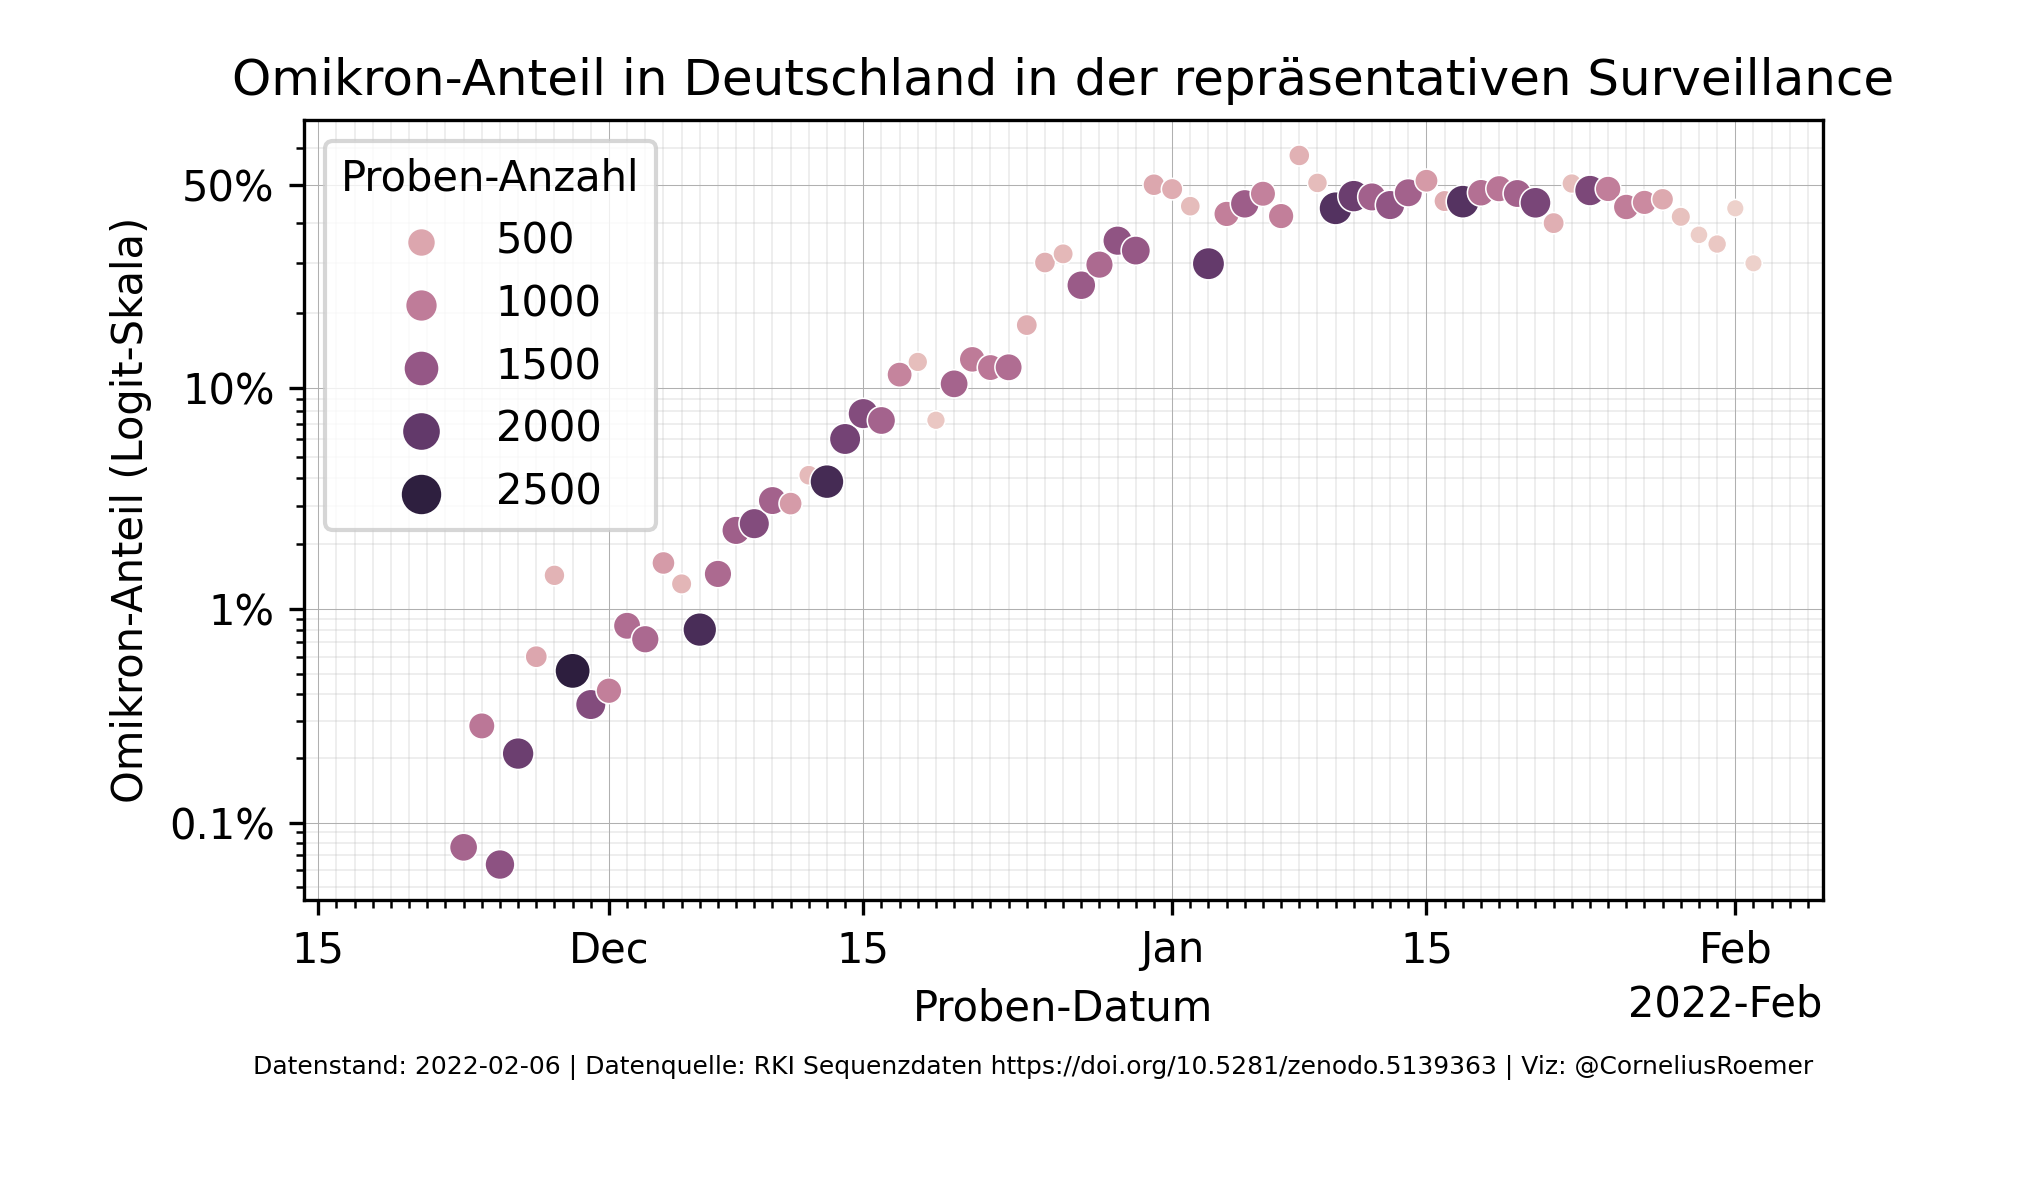 Omikron-Anteil in Deutschland in der repräsentativen Surveillance
Proben-Anzahl
500
1000
1500
2000
2500
50%
10%
1%
0.1%
Omikron-Anteil (Logit-Skala)
15 Dec 15 Jan 15 Feb
Proben-Datum
2022-Feb
Datenstand: 2022-02-06 | Datenquelle: RKI Sequenzdaten https://doi.org/10.5281/zenodo.5139363 | Viz: @CorneliusRoemer